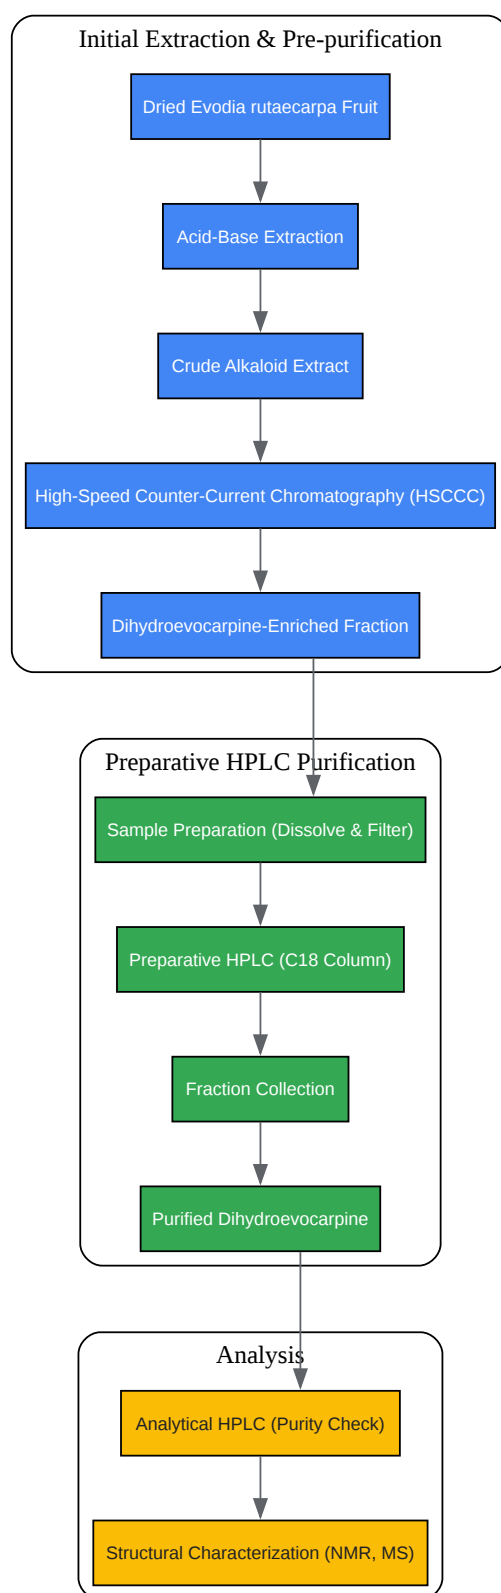 Initial Extraction & Pre-purification
Dried Evodia rutaecarpa Fruit
Acid-Base Extraction
Crude Alkaloid Extract
High-Speed Counter-Current Chromatography (HSCCC)
Dihydroevocarpine-Enriched Fraction
Preparative HPLC Purification
Sample Preparation (Dissolve & Filter)
Preparative HPLC (C18 Column)
Fraction Collection
Purified Dihydroevocarpine
Analysis
Analytical HPLC (Purity Check)
Structural Characterization (NMR, MS)